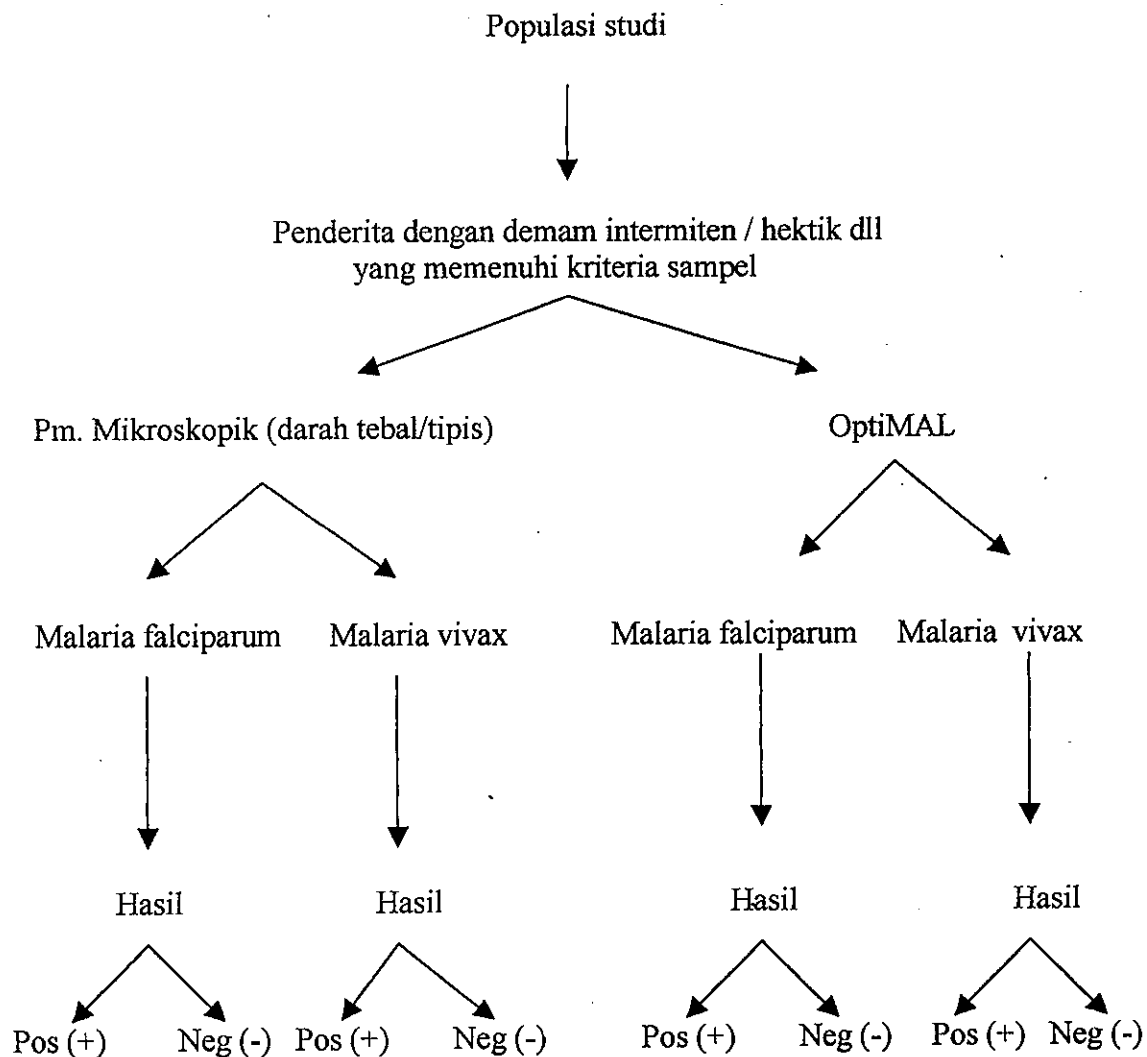 Populasi studi
Penderita dengan demam intermiten / hektik dll
yang memenuhi kriteria sampel
Pm. Mikroskopik (darah tebal/tipis)
OptiMAL
Malaria falciparum
Malaria vivax
Malaria falciparum
Malaria vivax
Hasil
Hasil
Hasil
Hasil
Pos (+)
Neg (-)
Pos (+)
Neg (-)
Pos (+)
Neg (-)
Pos (+)
Neg (-)